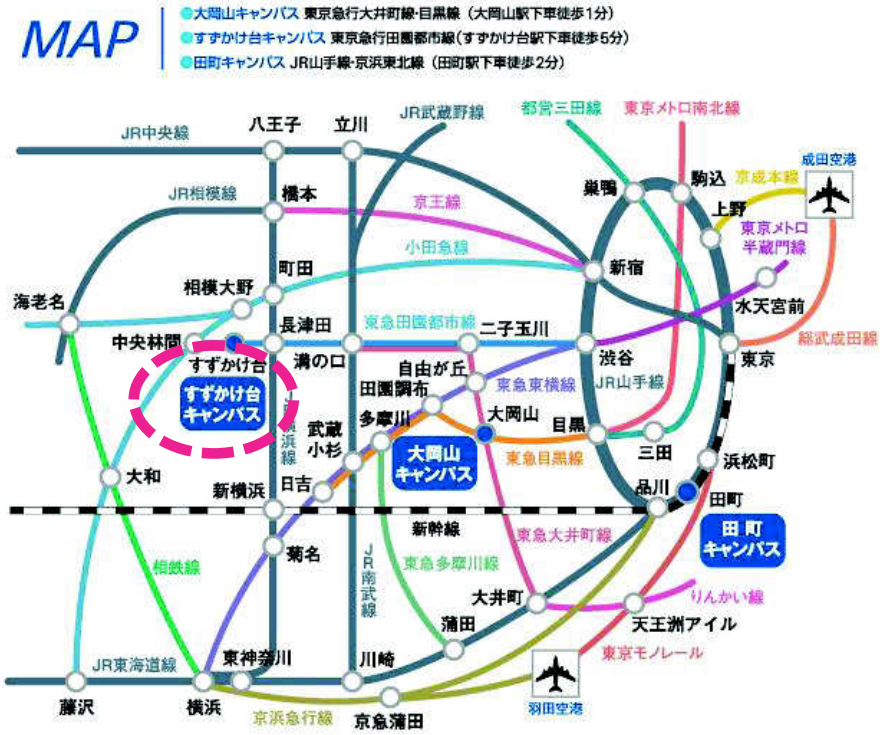 MAP
●大岡山キャンパス 東京急行大井町線・目黒線（大岡山駅下車徒歩1分）
●すずかけ台キャンパス 東京急行田園都市線(すずかけ台駅下車徒歩5分)
●田町キャンパス JR山手線・京浜東北線（田町駅下車徒歩2分）
JR中央線
八王子
立川
JR武蔵野線
都営三田線
東京メトロ南北線
成田空港
JR相模線
橋本
京王線
巣鴨
駒込
京成本線
上野
東京メトロ
半蔵門線
小田急線
町田
新宿
相模大野
海老名
水天宮前
中央林間
長津田
東急田園都市線
二子玉川
総武成田線
すずかけ台
溝の口
渋谷
東京
自由が丘
すずかけ台
キャンパス
田園調布
東急東横線
JR山手線
JR横浜線
多摩川
大岡山
目黒
武蔵
小杉
大岡山
キャンパス
東急目黒線
三田
浜松町
大和
新横浜
日吉
品川
田町
新幹線
田町
キャンパス
東急大井町線
菊名
JR南武線
東急多摩川線
相鉄線
大井町
りんかい線
蒲田
天王洲アイル
東京モノレール
JR東海道線
東神奈川
川崎
藤沢
横浜
京浜急行線
京急蒲田
羽田空港